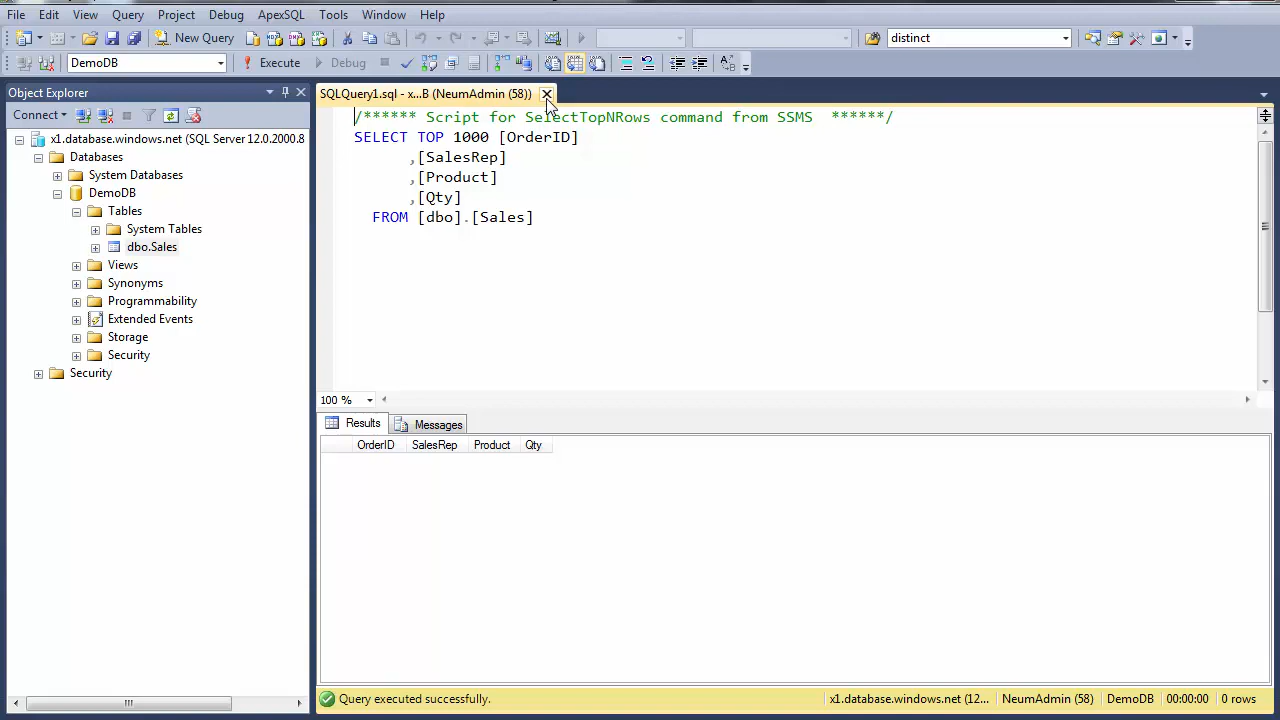 File Edit View Query Project Debug ApexSQL Tools Window Help
New Query distinct
DemoDB Execute Debug
Object Explorer
SQLQuery1.sql - x...B (NeumAdmin (58))
Connect
x1.database.windows.net (SQL Server 12.0.2000.8
Databases
System Databases
DemoDB
Tables
System Tables
dbo.Sales
Views
Synonyms
Programmability
Extended Events
Storage
Security
Security
/****** Script for SelectTopNRows command from SSMS ******/
SELECT TOP 1000 [OrderID]
,[SalesRep]
,[Product]
,[Qty]
FROM [dbo].[Sales]
100 %
Results Messages
OrderID SalesRep Product Qty
Query executed successfully. x1.database.windows.net (12... NeumAdmin (58) DemoDB 00:00:00 0 rows